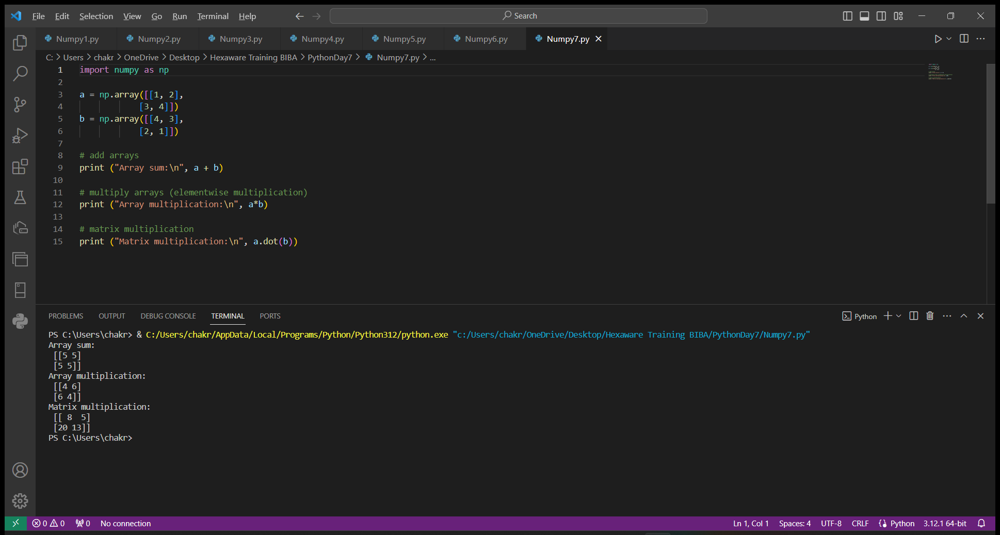 File Edit Selection View Go Run Terminal Help Search
Numpy1.py Numpy2.py Numpy3.py Numpy4.py Numpy5.py Numpy6.py Numpy7.py
C: > Users > chakr > OneDrive > Desktop > Hexaware Training BIBA > PythonDay7 > Numpy7.py > ...
1 import numpy as np
2
3 a = np.array([[1, 2],
4 [3, 4]])
5 b = np.array([[4, 3],
6 [2, 1]])
7
8 # add arrays
9 print ("Array sum:\n", a + b)
10
11 # multiply arrays (elementwise multiplication)
12 print ("Array multiplication:\n", a*b)
13
14 # matrix multiplication
15 print ("Matrix multiplication:\n", a.dot(b))
PROBLEMS OUTPUT DEBUG CONSOLE TERMINAL PORTS Python
PS C:\Users\chakr> & C:/Users/chakr/AppData/Local/Programs/Python/Python312/python.exe "c:/Users/chakr/OneDrive/Desktop/Hexaware Training BIBA/PythonDay7/Numpy7.py"
Array sum:
[[5 5]
[5 5]]
Array multiplication:
[[4 6]
[6 4]]
Matrix multiplication:
[[ 8  5]
[20 13]]
PS C:\Users\chakr>
0 0 0 No connection Ln 1, Col 1 Spaces: 4 UTF-8 CRLF Python 3.12.1 64-bit